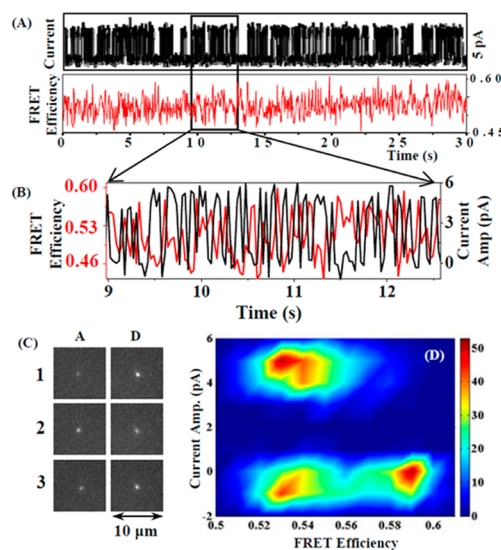 (A)
Current
5 pA
FRET
Efficiency
0.60
0.45
0 5 10 15 20 25 30
Time (s)
(B)
FRET
Efficiency
0.60
0.53
0.46
6
3
0
Current
Amp. (pA)
9 10 11 12
Time (s)
(C)
A D
1
2
3
10 µm
(D)
Current Amp. (pA)
6
4
2
0
-2
0.5 0.52 0.54 0.56 0.58 0.6
FRET Efficiency
50
40
30
20
10
0